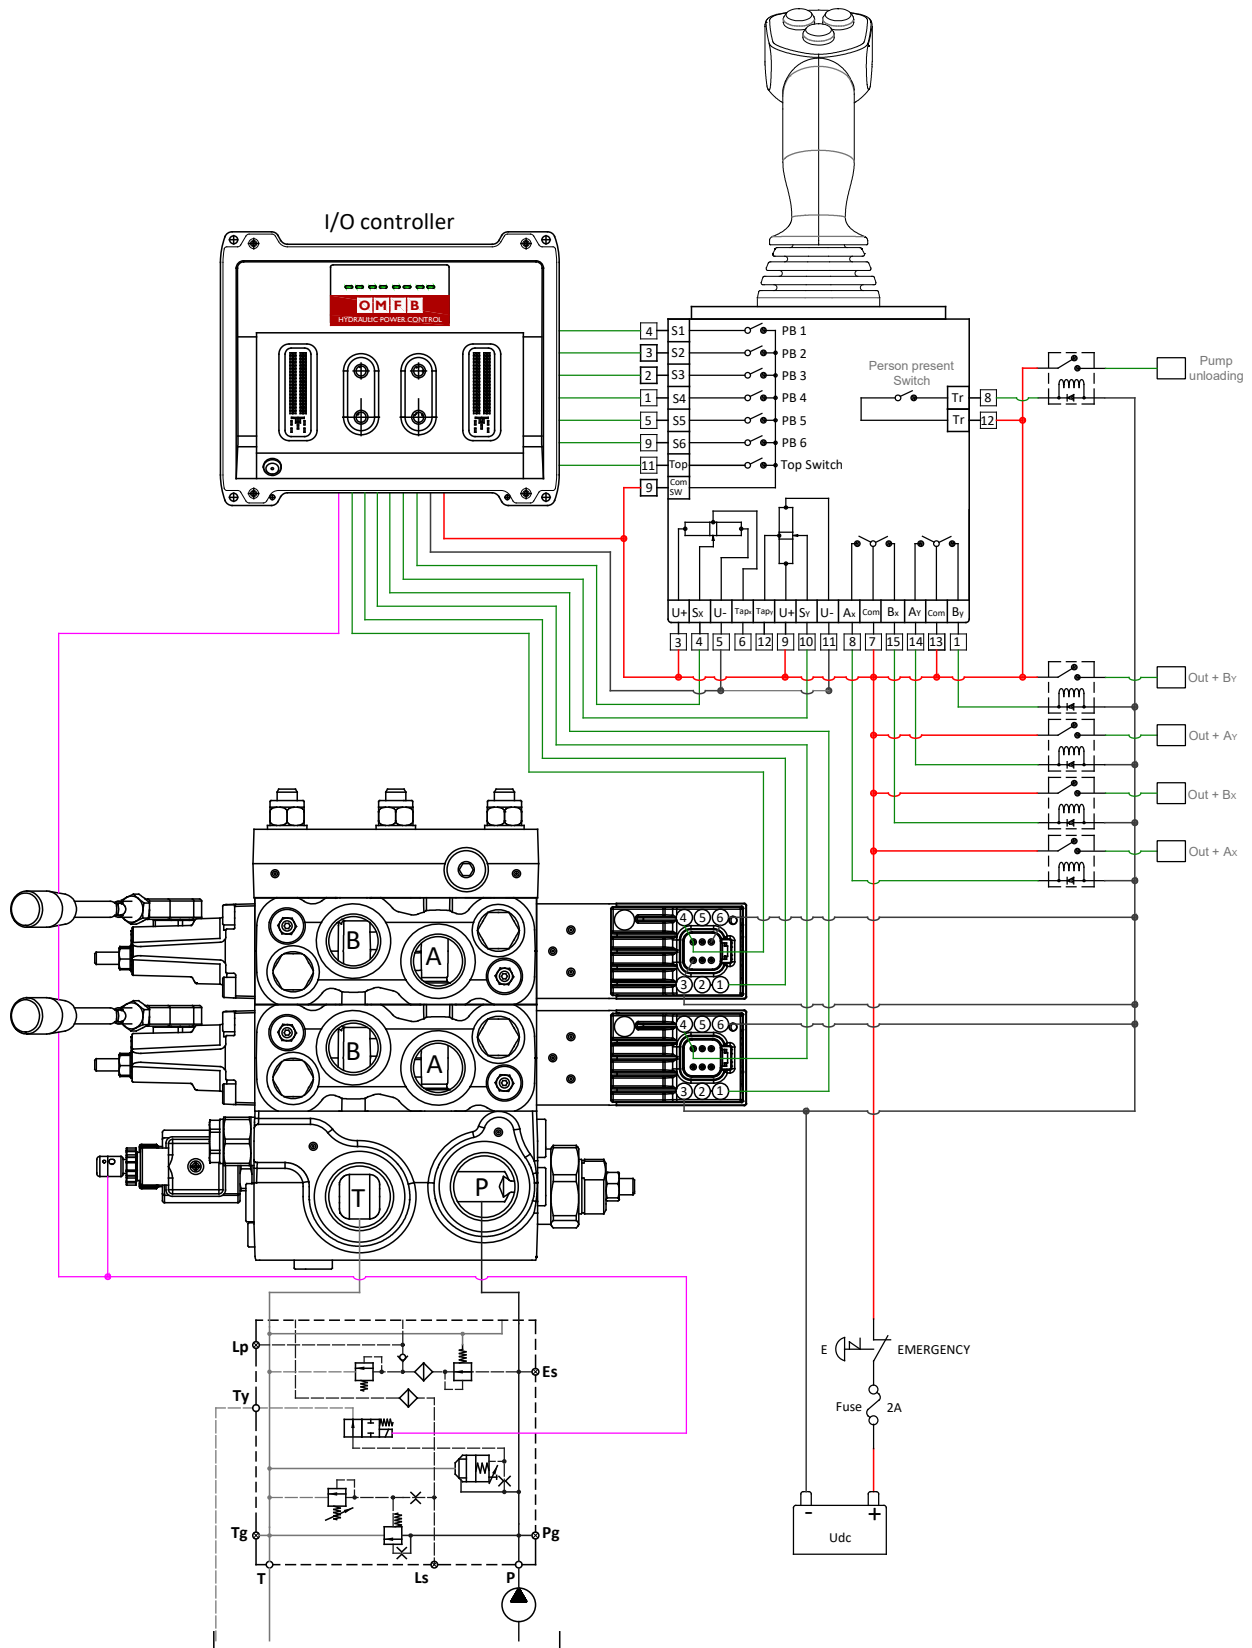 I/O controller
OMFB
HYDRAULIC POWER CONTROL
4 S1 PB 1
3 S2 PB 2
2 S3 PB 3
1 S4 PB 4
5 S5 PB 5
9 S6 PB 6
11 Top Top Switch
9 Com SW
Person present
Switch
Tr 8
Tr 12
Pump
unloading
U+ Sx U- Tapx Tapy U+ Sy U- Ax Com Bx Ay Com By
3 4 5 6 12 9 10 11 8 7 15 14 13 1
Out + BY
Out + AY
Out + BX
Out + AX
B A
4 5 6
3 2 1
B A
4 5 6
3 2 1
T P
Lp
Es
Ty
Tg
Pg
T Ls P
E EMERGENCY
Fuse 2A
- +
Udc